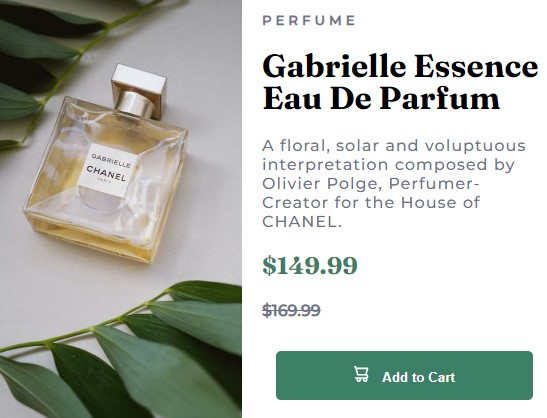 PERFUME
Gabrielle Essence
Eau De Parfum
A floral, solar and voluptuous
interpretation composed by
Olivier Polge, Perfumer-
Creator for the House of
CHANEL.
$149.99
$169.99
Add to Cart
GABRIELLE
CHANEL
PARIS